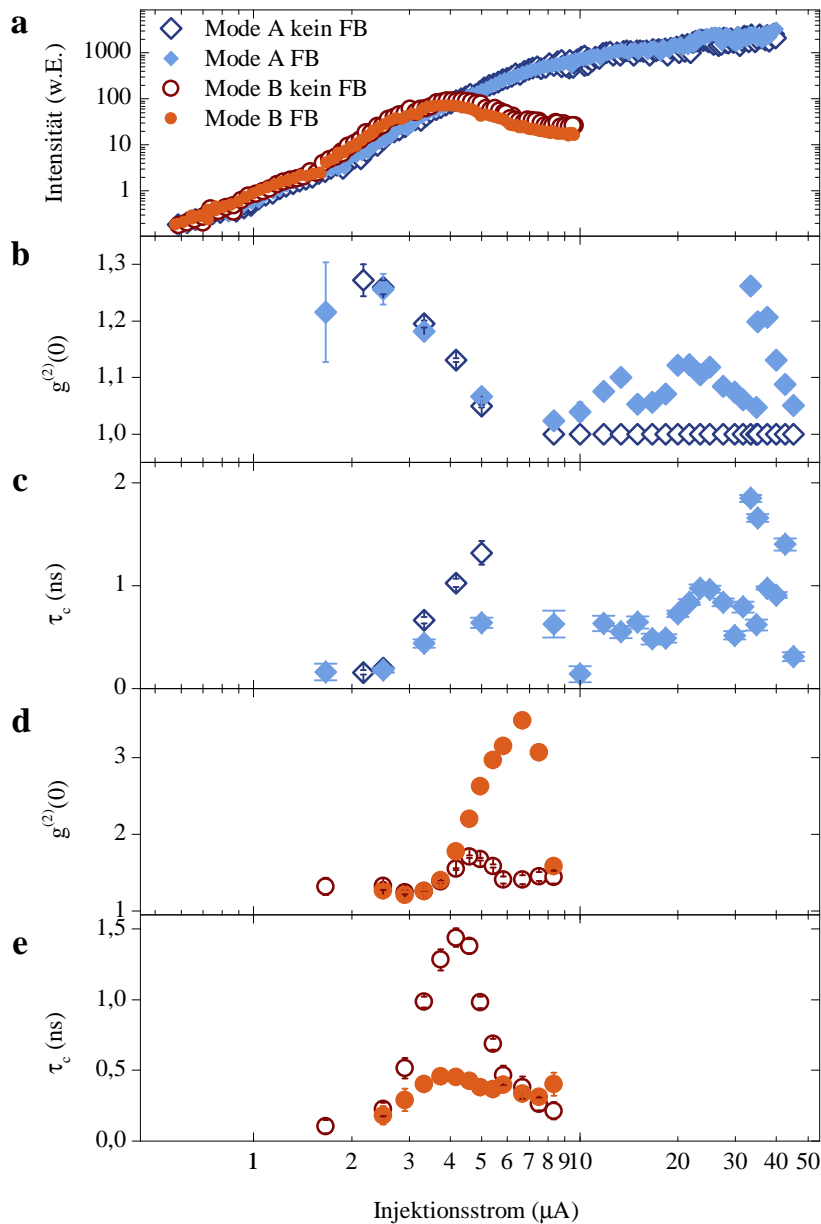 a
Intensität (w.E.)
1000
100
10
1
Mode A kein FB
Mode A FB
Mode B kein FB
Mode B FB
b
g(2)(0)
1,3
1,2
1,1
1,0
c
τc (ns)
2
1
0
d
g(2)(0)
3
2
1
e
τc (ns)
1,5
1,0
0,5
0,0
1 2 3 4 5 6 7 8 910 20 30 40 50
Injektionsstrom (µA)